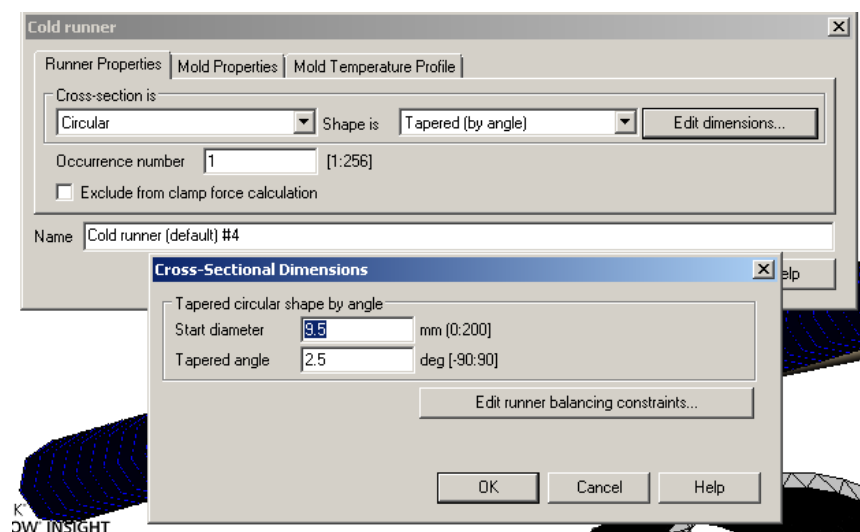 Cold runner
Runner Properties Mold Properties Mold Temperature Profile
Cross-section is
Circular Shape is Tapered (by angle) Edit dimensions...
Occurrence number 1 [1:256]
Exclude from clamp force calculation
Name Cold runner (default) #4
elp
Cross-Sectional Dimensions
Tapered circular shape by angle
Start diameter 9.5 mm (0:200]
Tapered angle 2.5 deg [-90:90]
Edit runner balancing constraints...
OK Cancel Help
K
OW INSIGHT